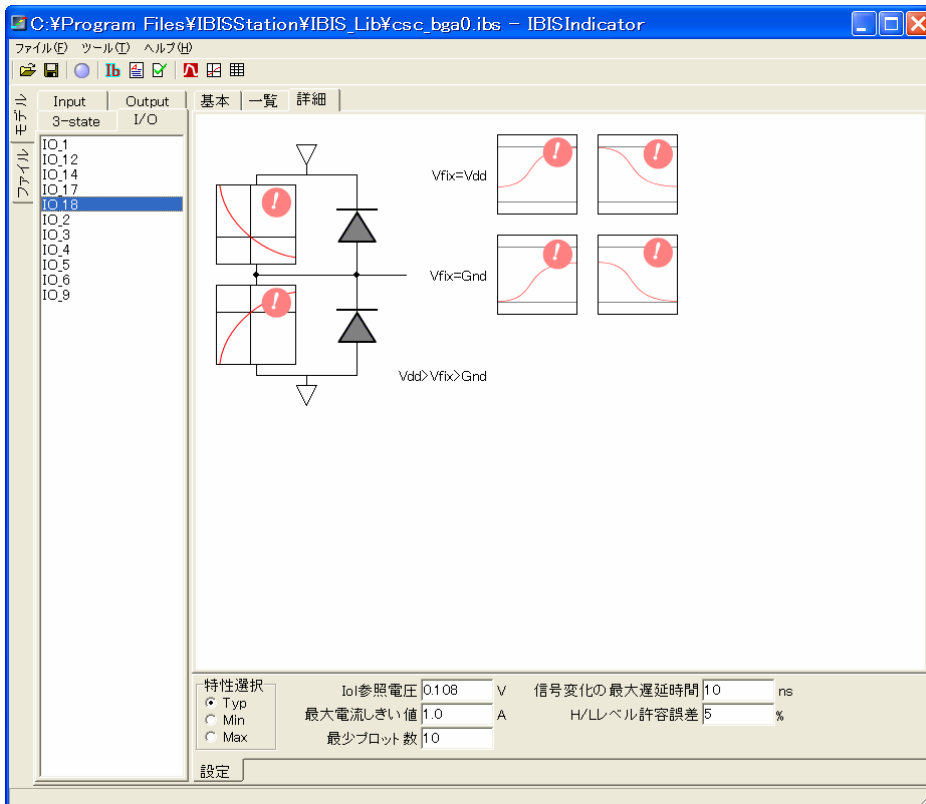 C:¥Program Files¥IBISStation¥IBIS_Lib¥csc_bga0.ibs - IBISIndicator
ファイル(F) ツール(T) ヘルプ(H)
Ib
モデル
ファイル
Input Output
3-state I/O
IO_1
IO_12
IO_14
IO_17
IO_18
IO_2
IO_3
IO_4
IO_5
IO_6
IO_9
基本 一覧 詳細
!
!
Vfix=Vdd
!
!
Vfix=Gnd
!
!
Vdd>Vfix>Gnd
特性選択
Typ
Min
Max
Iol参照電圧 0.108 V
最大電流しきい値 1.0 A
最少プロット数 10
信号変化の最大遅延時間 10 ns
H/Lレベル許容誤差 5 %
設定